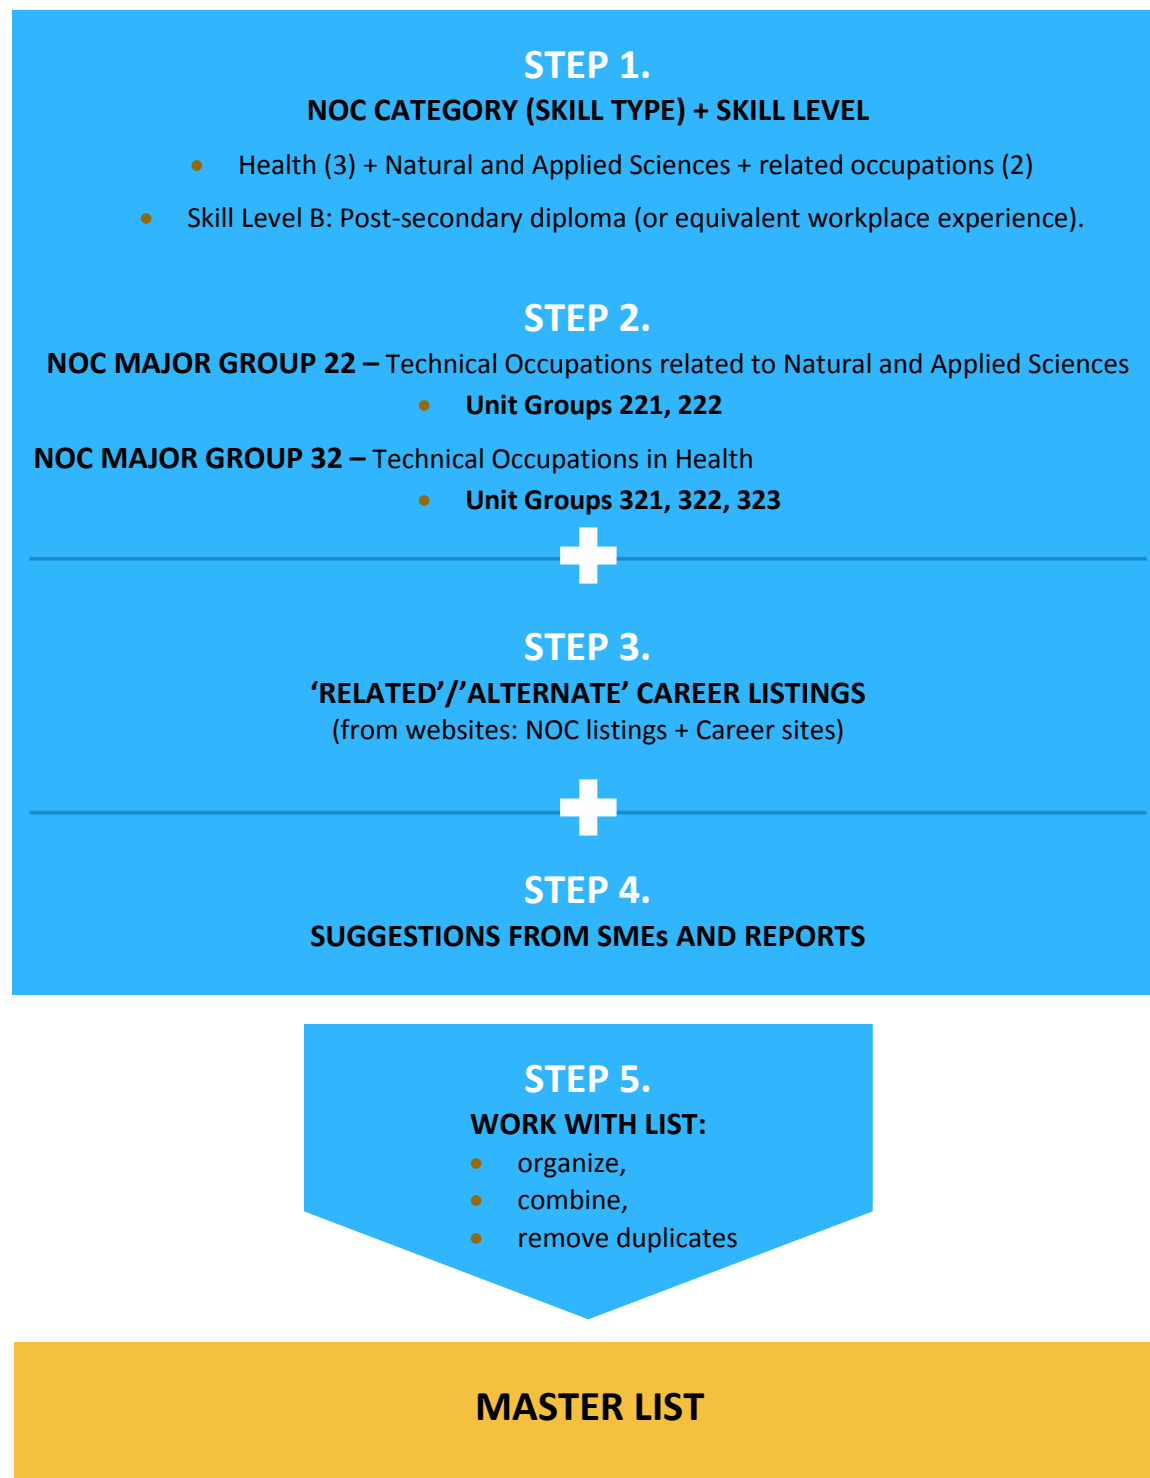 STEP 1.
NOC CATEGORY (SKILL TYPE) + SKILL LEVEL
• Health (3) + Natural and Applied Sciences + related occupations (2)
• Skill Level B: Post-secondary diploma (or equivalent workplace experience).
STEP 2.
NOC MAJOR GROUP 22 – Technical Occupations related to Natural and Applied Sciences
• Unit Groups 221, 222
NOC MAJOR GROUP 32 – Technical Occupations in Health
• Unit Groups 321, 322, 323
STEP 3.
‘RELATED’/’ALTERNATE’ CAREER LISTINGS
(from websites: NOC listings + Career sites)
STEP 4.
SUGGESTIONS FROM SMEs AND REPORTS
STEP 5.
WORK WITH LIST:
• organize,
• combine,
• remove duplicates
MASTER LIST